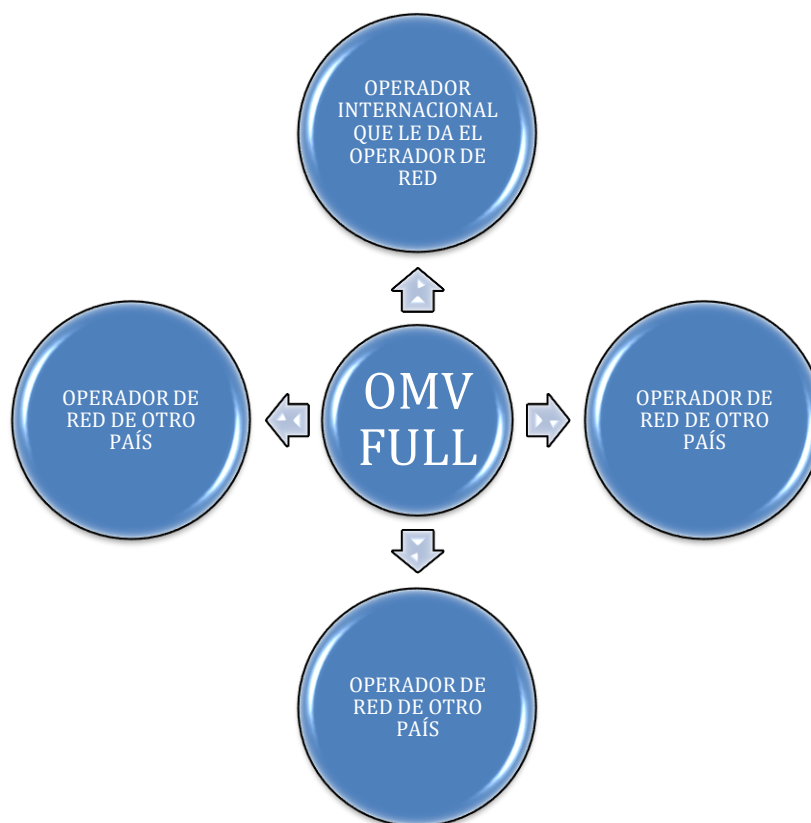 OPERADOR
INTERNACIONAL
QUE LE DA EL
OPERADOR DE
RED
OPERADOR DE
RED DE OTRO
PAÍS
OMV
FULL
OPERADOR DE
RED DE OTRO
PAÍS
OPERADOR DE
RED DE OTRO
PAÍS